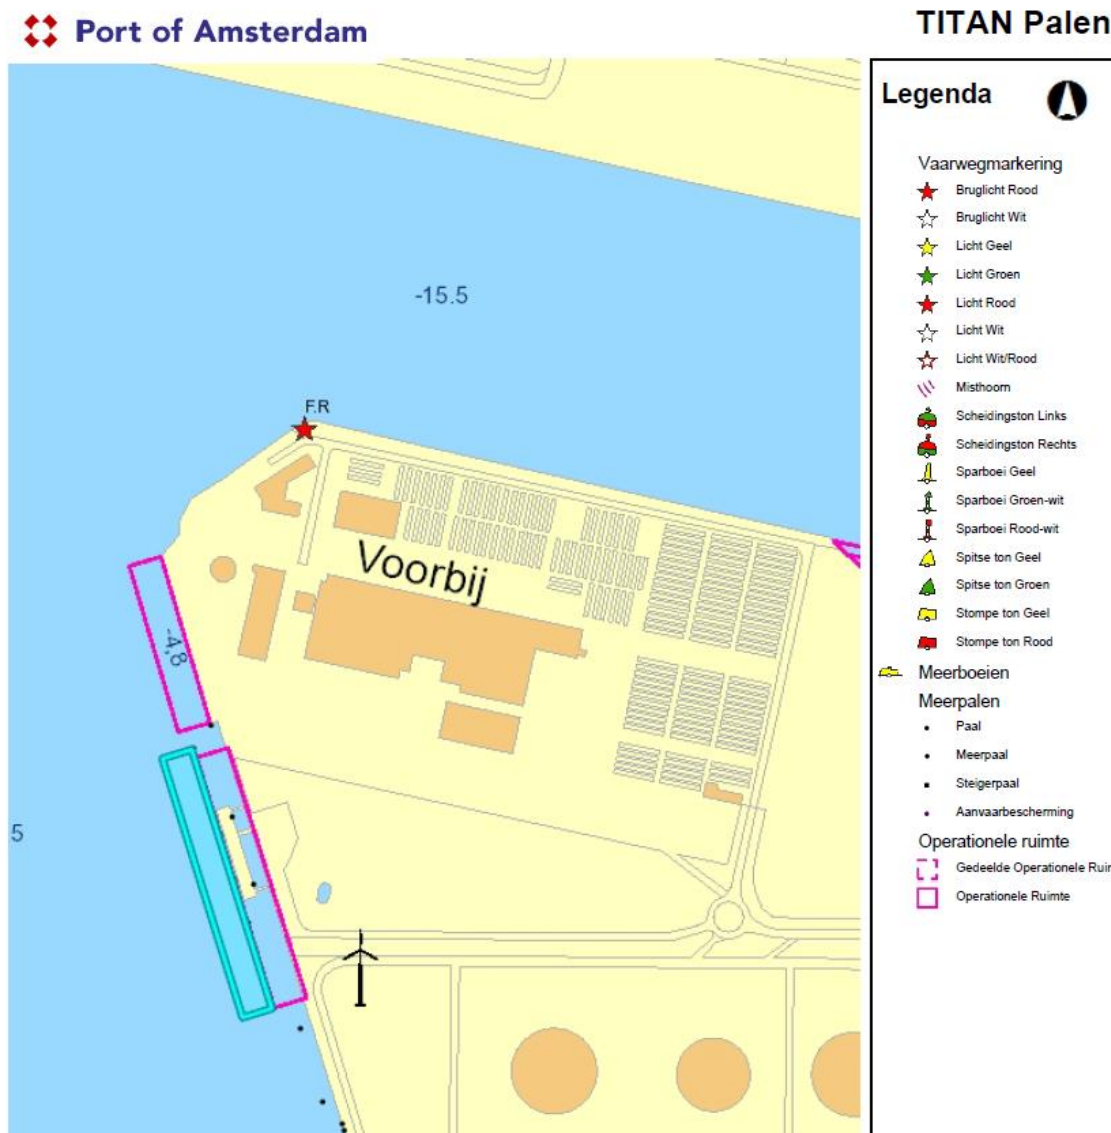 Port of Amsterdam
TITAN Palen
-15.5
F.R
Voorbij
-4,8
5
Legenda
Vaarwegmarkering
Bruglicht Rood
Bruglicht Wit
Licht Geel
Licht Groen
Licht Rood
Licht Wit
Licht Wit/Rood
Misthoorn
Scheidingston Links
Scheidingston Rechts
Sparboei Geel
Sparboei Groen-wit
Sparboei Rood-wit
Spitse ton Geel
Spitse ton Groen
Stompe ton Geel
Stompe ton Rood
Meerboeien
Meerpalen
Paal
Meerpaal
Steigerpaal
Aanvaarbescherming
Operationele ruimte
Gedeelde Operationele Rui
Operationele Ruimte